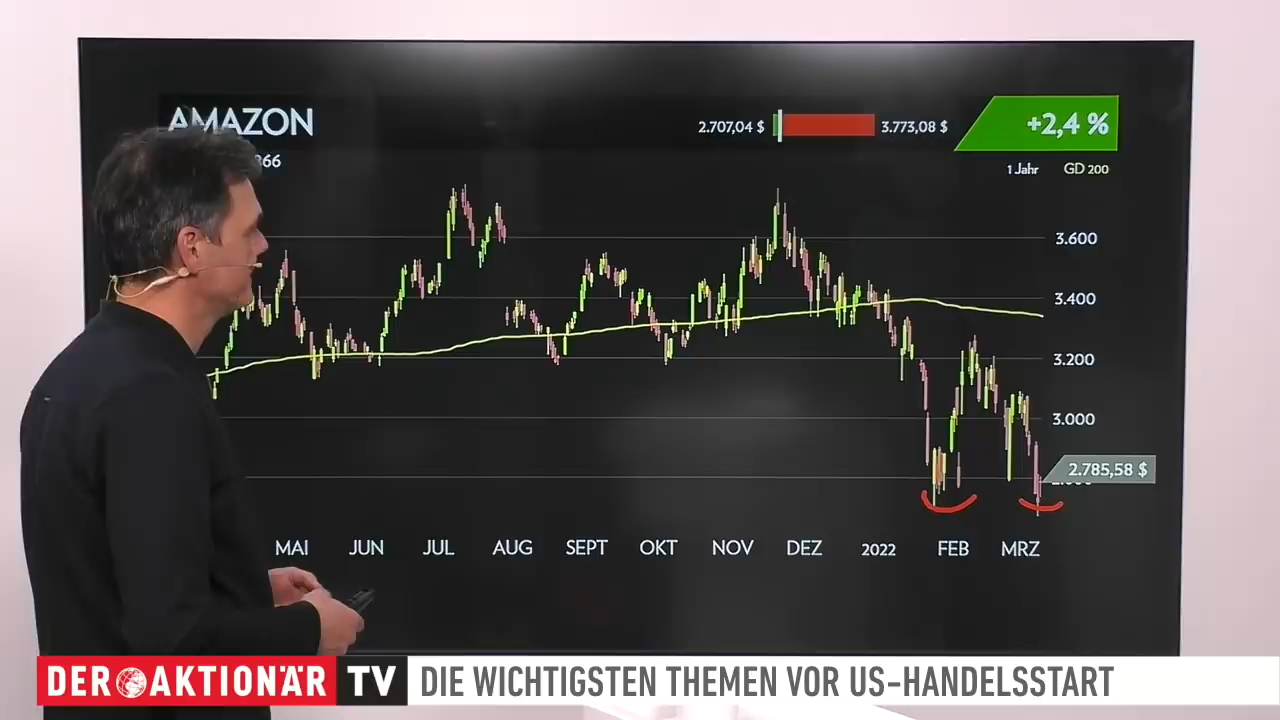 AMAZON
2.707,04 $
3.773,08 $
+2,4 %
866
1 Jahr
GD 200
3.600
3.400
3.200
3.000
2.785,58 $
MAI JUN JUL AUG SEPT OKT NOV DEZ 2022 FEB MRZ
DER AKTIONÄR TV
DIE WICHTIGSTEN THEMEN VOR US-HANDELSSTART